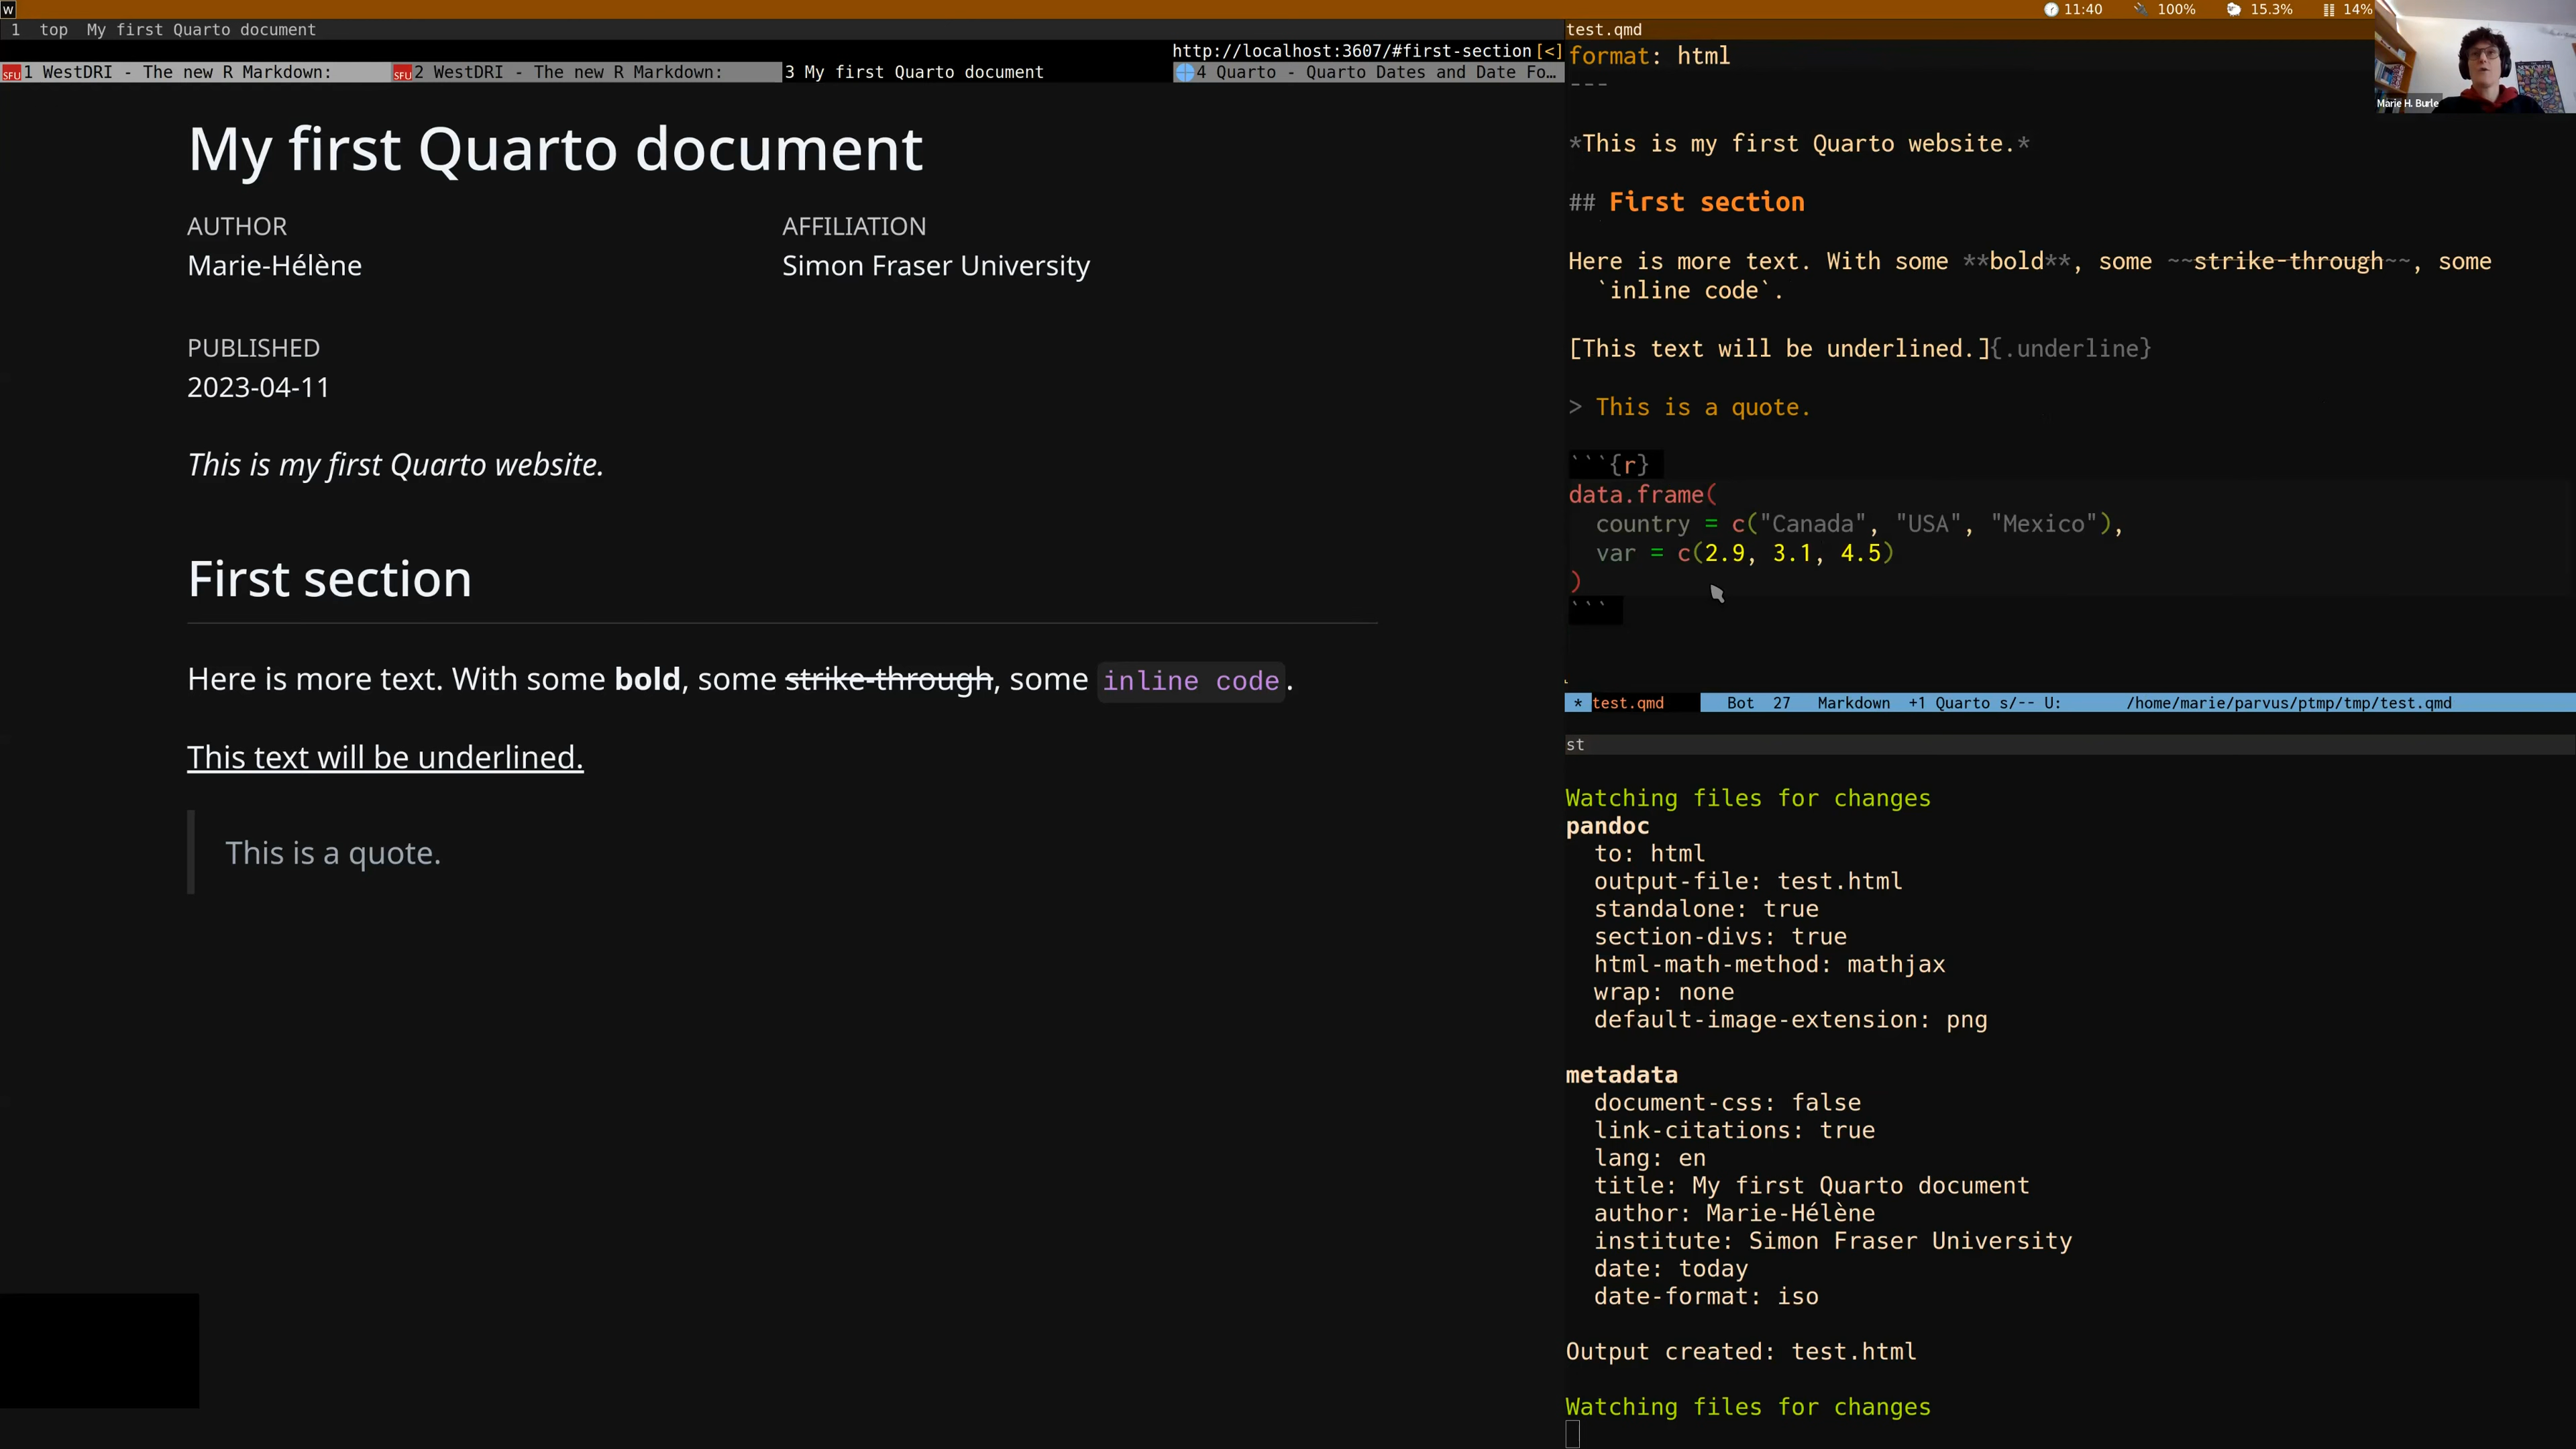 w
11:40 100% 15.3% 14%
1 top My first Quarto document
http://localhost:3607/#first-section[<]
SFU 1 WestDRI - The new R Markdown: SFU 2 WestDRI - The new R Markdown: 3 My first Quarto document 4 Quarto - Quarto Dates and Date Fo…
My first Quarto document
AUTHOR AFFILIATION
Marie-Hélène Simon Fraser University
PUBLISHED
2023-04-11
This is my first Quarto website.
First section
Here is more text. With some bold, some strike-through, some inline code.
This text will be underlined.
This is a quote.
test.qmd
format: html
---
*This is my first Quarto website.*
## First section
Here is more text. With some **bold**, some ~~strike-through~~, some
`inline code`.
[This text will be underlined.]{.underline}
> This is a quote.
```{r}
data.frame(
country = c("Canada", "USA", "Mexico"),
var = c(2.9, 3.1, 4.5)
)
```
* test.qmd Bot 27 Markdown +1 Quarto s/-- U: /home/marie/parvus/ptmp/tmp/test.qmd
st
Watching files for changes
pandoc
to: html
output-file: test.html
standalone: true
section-divs: true
html-math-method: mathjax
wrap: none
default-image-extension: png
metadata
document-css: false
link-citations: true
lang: en
title: My first Quarto document
author: Marie-Hélène
institute: Simon Fraser University
date: today
date-format: iso
Output created: test.html
Watching files for changes
Marie H. Burle